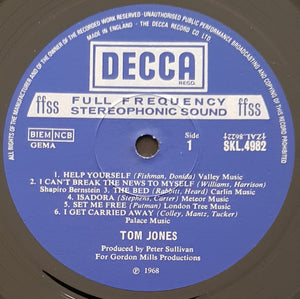 MADE IN ENGLAND · UNAUTHORISED PUBLIC PERFORMANCE BROADCASTING AND COPYING OF THIS RECORD PROHIBITED
ALL RIGHTS OF THE MANUFACTURER AND OF THE OWNER OF THE RECORDED WORK RESERVED
THE DECCA RECORD CO LTD
DECCA
REGD
ffss
FULL FREQUENCY
STEREOPHONIC SOUND
ffss
BIEM NCB
GEMA
Side
1
SKL.4982
1. HELP YOURSELF (Fishman, Donida) Valley Music
2. I CAN'T BREAK THE NEWS TO MYSELF (Williams, Harrison)
Shapiro Bernstein 3. THE BED (Rabbitt, Heard) Carlin Music
4. ISADORA (Stephens, Carter) Meteor Music
5. SET ME FREE (Putman) London Tree Music
6. I GET CARRIED AWAY (Colley, Mantz, Tucker)
Palace Music
TOM JONES
Produced by Peter Sullivan
For Gordon Mills Productions
℗ 1968